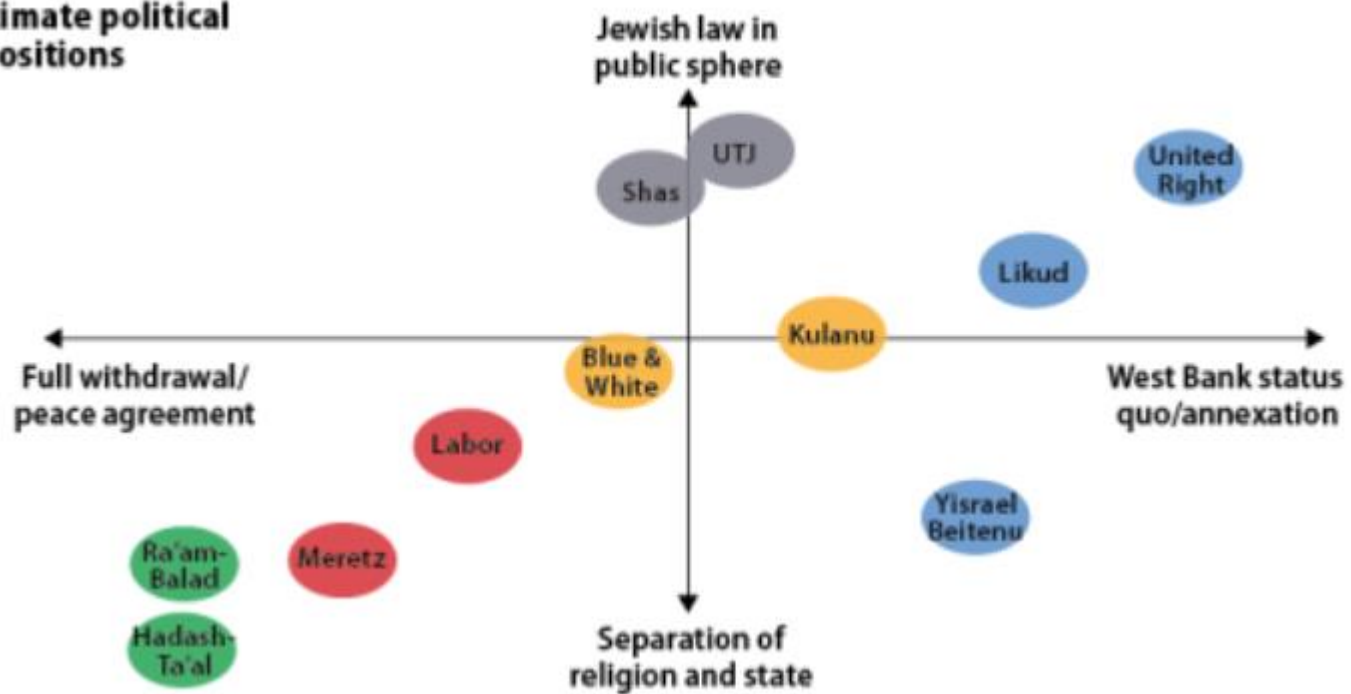 imate political
ositions
Jewish law in
public sphere
UTJ
United
Right
Shas
Likud
Kulanu
Blue &
White
Full withdrawal/
peace agreement
West Bank status
quo/annexation
Labor
Yisrael
Beitenu
Ra'am-
Balad
Meretz
Hadash-
Ta'al
Separation of
religion and state